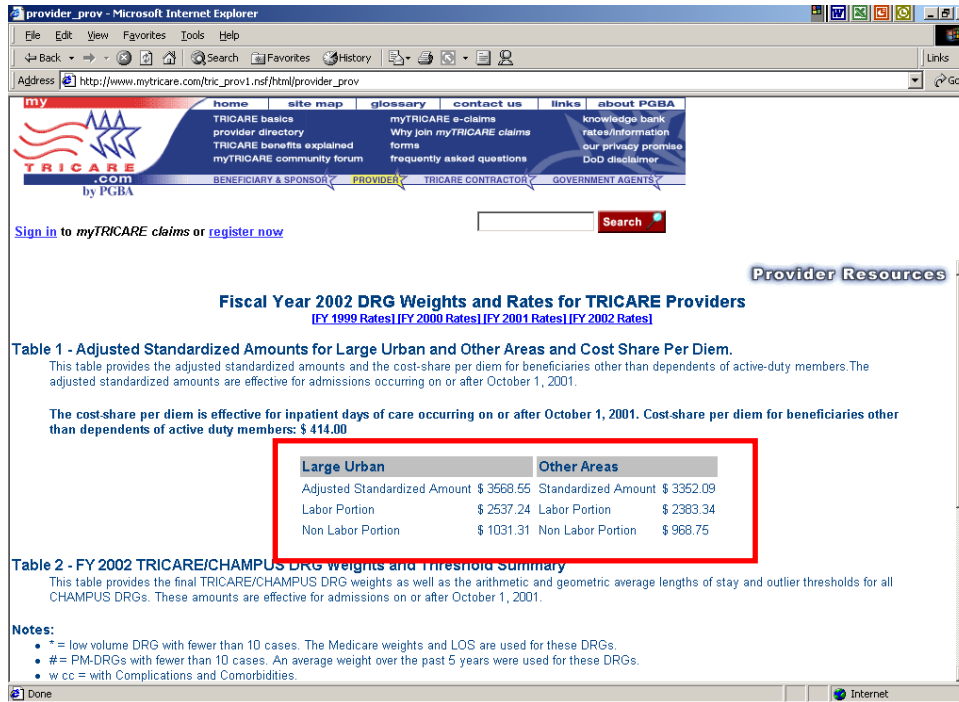 provider_prov - Microsoft Internet Explorer
File Edit View Favorites Tools Help
Back Search Favorites History Links
Address http://www.mytricare.com/tric_prov1.nsf/html/provider_prov Go
my home site map glossary contact us links about PGBA
TRICARE basics myTRICARE e-claims knowledge bank
provider directory Why join myTRICARE claims rates/information
TRICARE benefits explained forms our privacy promise
myTRICARE community forum frequently asked questions DoD disclaimer
TRICARE
.com BENEFICIARY & SPONSOR PROVIDER TRICARE CONTRACTOR GOVERNMENT AGENTS
by PGBA
Search
Sign in to myTRICARE claims or register now
Provider Resources
Fiscal Year 2002 DRG Weights and Rates for TRICARE Providers
[FY 1999 Rates] [FY 2000 Rates] [FY 2001 Rates] [FY 2002 Rates]
Table 1 - Adjusted Standardized Amounts for Large Urban and Other Areas and Cost Share Per Diem.
This table provides the adjusted standardized amounts and the cost-share per diem for beneficiaries other than dependents of active-duty members.The
adjusted standardized amounts are effective for admissions occurring on or after October 1, 2001.
The cost-share per diem is effective for inpatient days of care occurring on or after October 1, 2001. Cost-share per diem for beneficiaries other
than dependents of active duty members: $ 414.00
Large Urban Other Areas
Adjusted Standardized Amount $ 3568.55 Standardized Amount $ 3352.09
Labor Portion $ 2537.24 Labor Portion $ 2383.34
Non Labor Portion $ 1031.31 Non Labor Portion $ 968.75
Table 2 - FY 2002 TRICARE/CHAMPUS DRG Weights and Threshold Summary
This table provides the final TRICARE/CHAMPUS DRG weights as well as the arithmetic and geometric average lengths of stay and outlier thresholds for all
CHAMPUS DRGs. These amounts are effective for admissions on or after October 1, 2001.
Notes:
* = low volume DRG with fewer than 10 cases. The Medicare weights and LOS are used for these DRGs.
# = PM-DRGs with fewer than 10 cases. An average weight over the past 5 years were used for these DRGs.
w cc = with Complications and Comorbidities.
Done Internet